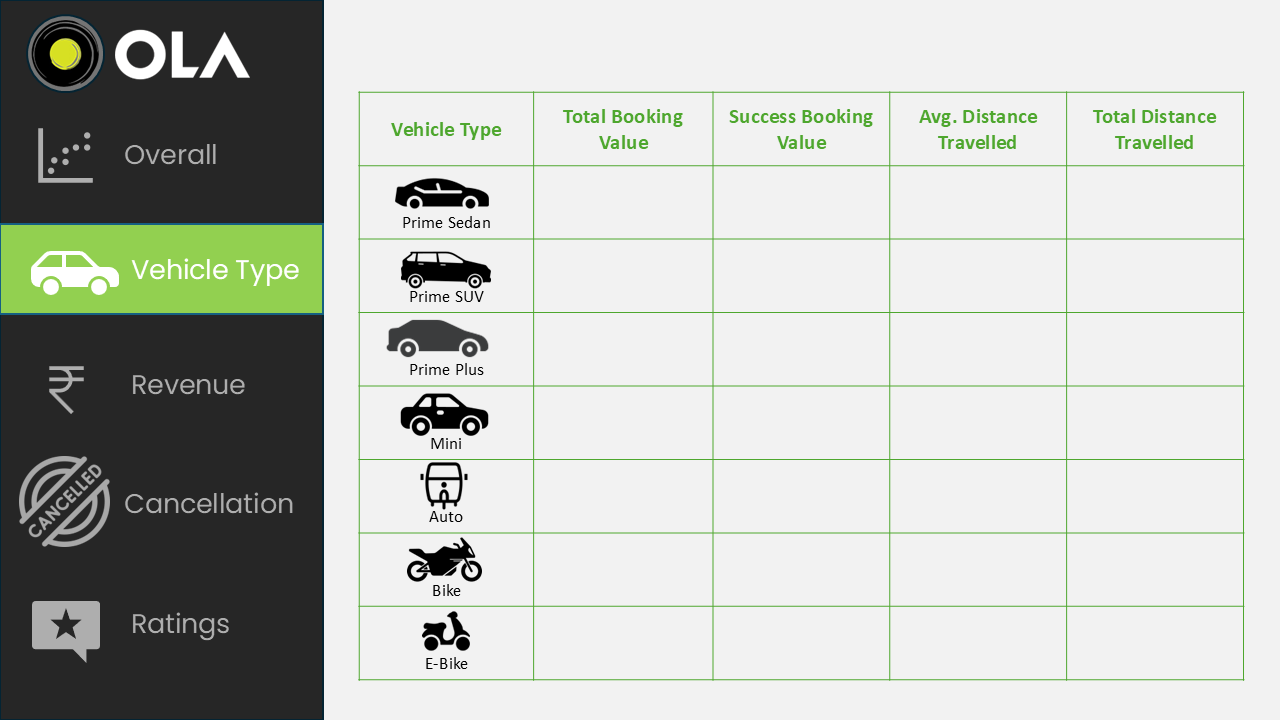 OLA
Overall
Vehicle Type
Revenue
CANCELLED
Cancellation
Ratings
Vehicle Type
Total Booking
Value
Success Booking
Value
Avg. Distance
Travelled
Total Distance
Travelled
Prime Sedan
Prime SUV
Prime Plus
Mini
Auto
Bike
E-Bike